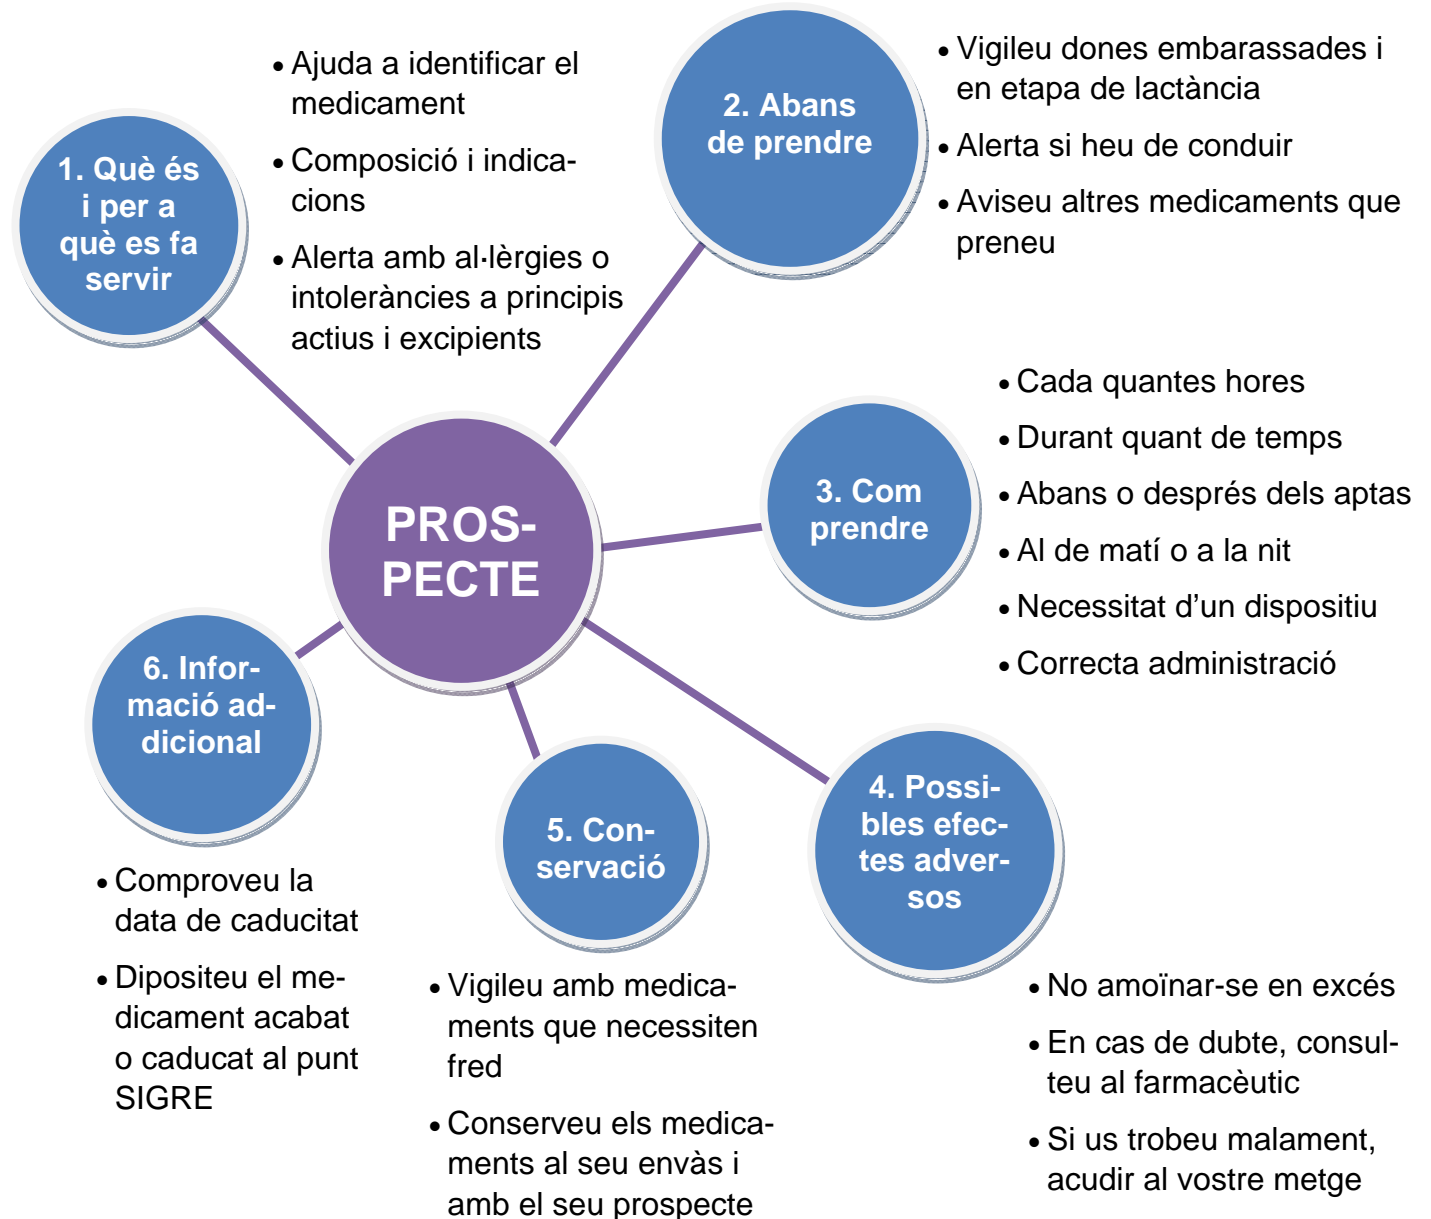 1. Què és
i per a
què es fa
servir
• Ajuda a identificar el
medicament
• Composició i indica-
cions
• Alerta amb al·lèrgies o
intoleràncies a principis
actius i excipients
2. Abans
de prendre
• Vigileu dones embarassades i
en etapa de lactància
• Alerta si heu de conduir
• Aviseu altres medicaments que
preneu
PROS-
PECTE
3. Com
prendre
• Cada quantes hores
• Durant quant de temps
• Abans o després dels aptas
• Al de matí o a la nit
• Necessitat d’un dispositiu
• Correcta administració
4. Possi-
bles efec-
tes adver-
sos
• No amoïnar-se en excés
• En cas de dubte, consul-
teu al farmacèutic
• Si us trobeu malament,
acudir al vostre metge
5. Con-
servació
• Vigileu amb medica-
ments que necessiten
fred
• Conserveu els medica-
ments al seu envàs i
amb el seu prospecte
6. Infor-
mació ad-
dicional
• Comproveu la
data de caducitat
• Dipositeu el me-
dicament acabat
o caducat al punt
SIGRE